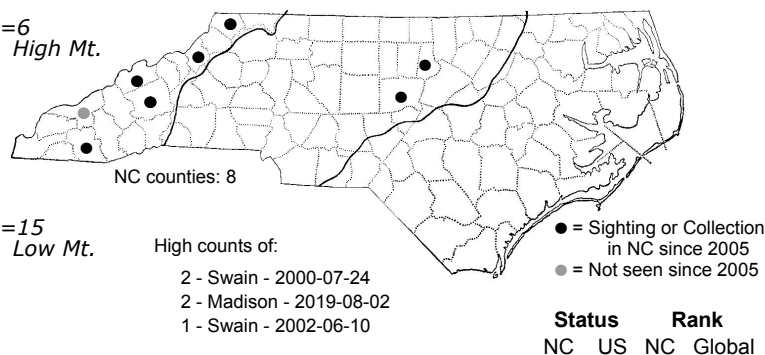 =6
High Mt.
NC counties: 8
=15
Low Mt.
High counts of:
2 - Swain - 2000-07-24
2 - Madison - 2019-08-02
1 - Swain - 2002-06-10
= Sighting or Collection
in NC since 2005
= Not seen since 2005
Status Rank
NC US NC Global